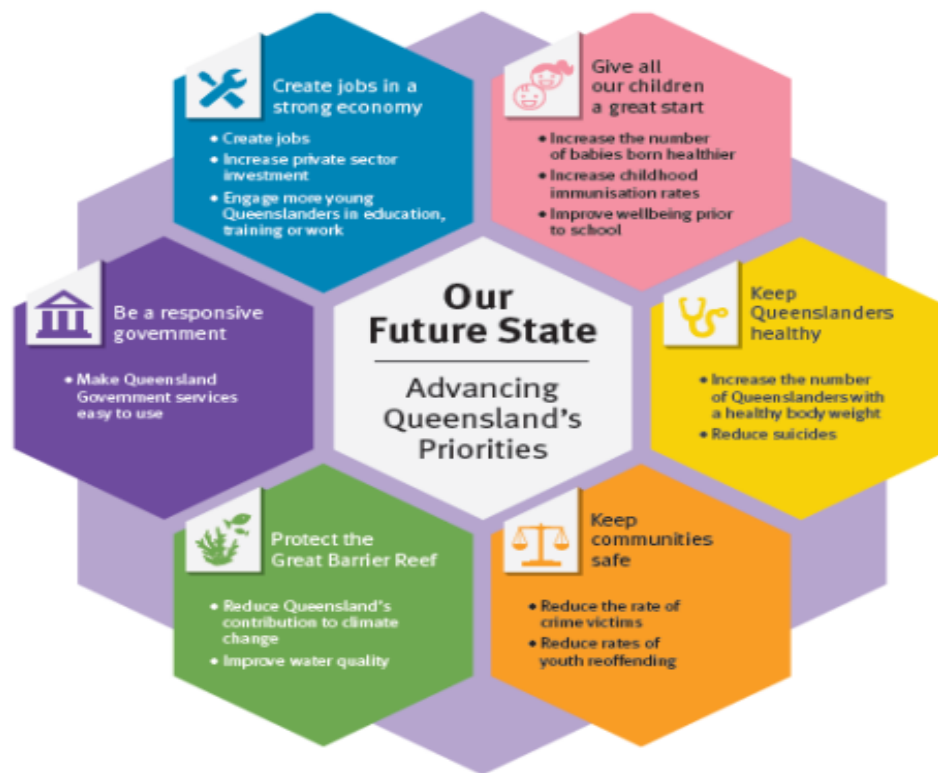 Our
Future State
Advancing
Queensland's
Priorities
Create jobs in a
strong economy
• Create jobs
• Increase private sector
investment
• Engage more young
Queenslanders in education,
training or work
Give all
our children
a great start
• Increase the number
of babies born healthier
• Increase childhood
immunisation rates
• Improve wellbeing prior
to school
Keep
Queenslanders
healthy
• Increase the number
of Queenslanders with
a healthy body weight
• Reduce suicides
Keep
communities
safe
• Reduce the rate of
crime victims
• Reduce rates of
youth reoffending
Protect the
Great Barrier Reef
• Reduce Queensland's
contribution to climate
change
• Improve water quality
Be a responsive
government
• Make Queensland
Government services
easy to use